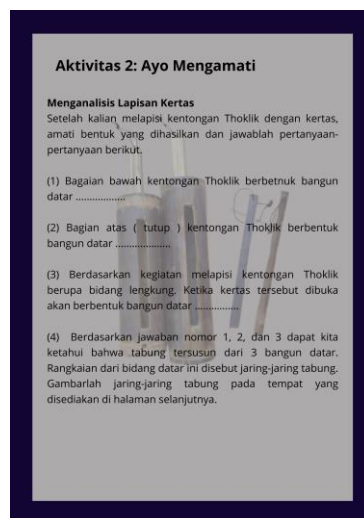 Aktivitas 2: Ayo Mengamati
Menganalisis Lapisan Kertas
Setelah kalian melapisi kentongan Thoklik dengan kertas,
amati bentuk yang dihasilkan dan jawablah pertanyaan-
pertanyaan berikut.
(1) Bagaian bawah kentongan Thoklik berbetnuk bangun
datar ..................
(2) Bagian atas ( tutup ) kentongan Thoklik berbentuk
bangun datar ....................
(3) Berdasarkan kegiatan melapisi kentongan Thoklik
berupa bidang lengkung. Ketika kertas tersebut dibuka
akan berbentuk bangun datar ................
(4) Berdasarkan jawaban nomor 1, 2, dan 3 dapat kita
ketahui bahwa tabung tersusun dari 3 bangun datar.
Rangkaian dari bidang datar ini disebut jaring-jaring tabung.
Gambarlah jaring-jaring tabung pada tempat yang
disediakan di halaman selanjutnya.